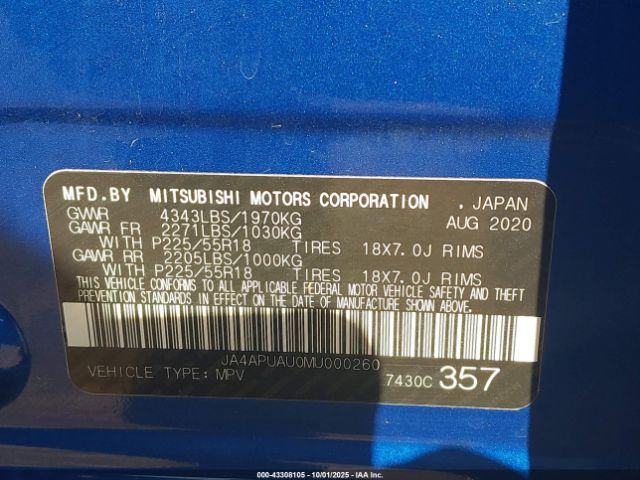 MFD.BY MITSUBISHI MOTORS CORPORATION . JAPAN
GVWR 4343LBS/1970KG AUG 2020
GAWR FR 2271LBS/1030KG
WITH P225/55R18 TIRES 18X7.0J RIMS
GAWR RR 2205LBS/1000KG
WITH P225/55R18 TIRES 18X7.0J RIMS
THIS VEHICLE CONFORMS TO ALL APPLICABLE FEDERAL MOTOR VEHICLE SAFETY AND THEFT
PREVENTION STANDARDS IN EFFECT ON THE DATE OF MANUFACTURE SHOWN ABOVE.
JA4APUAU0MU000260
VEHICLE TYPE: MPV 7430C 357
000-43308105 - 10/01/2025 - IAA Inc.